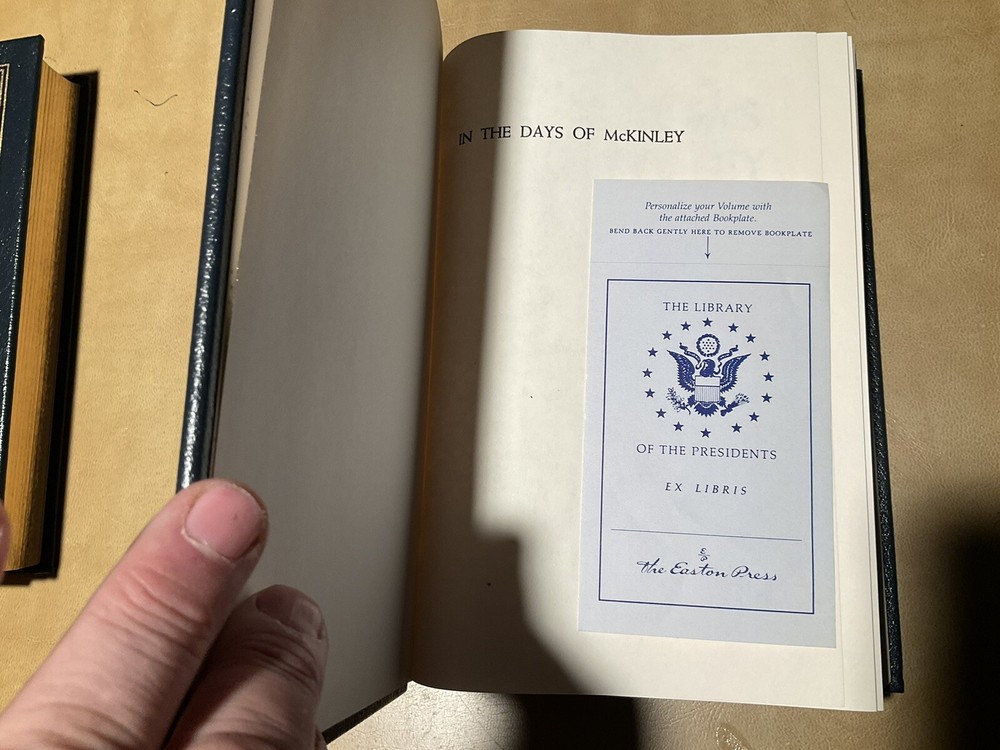 IN THE DAYS OF McKINLEY
Personalize your Volume with
the attached Bookplate.
BEND BACK GENTLY HERE TO REMOVE BOOKPLATE
THE LIBRARY
OF THE PRESIDENTS
EX LIBRIS
E/P
the Easton Press